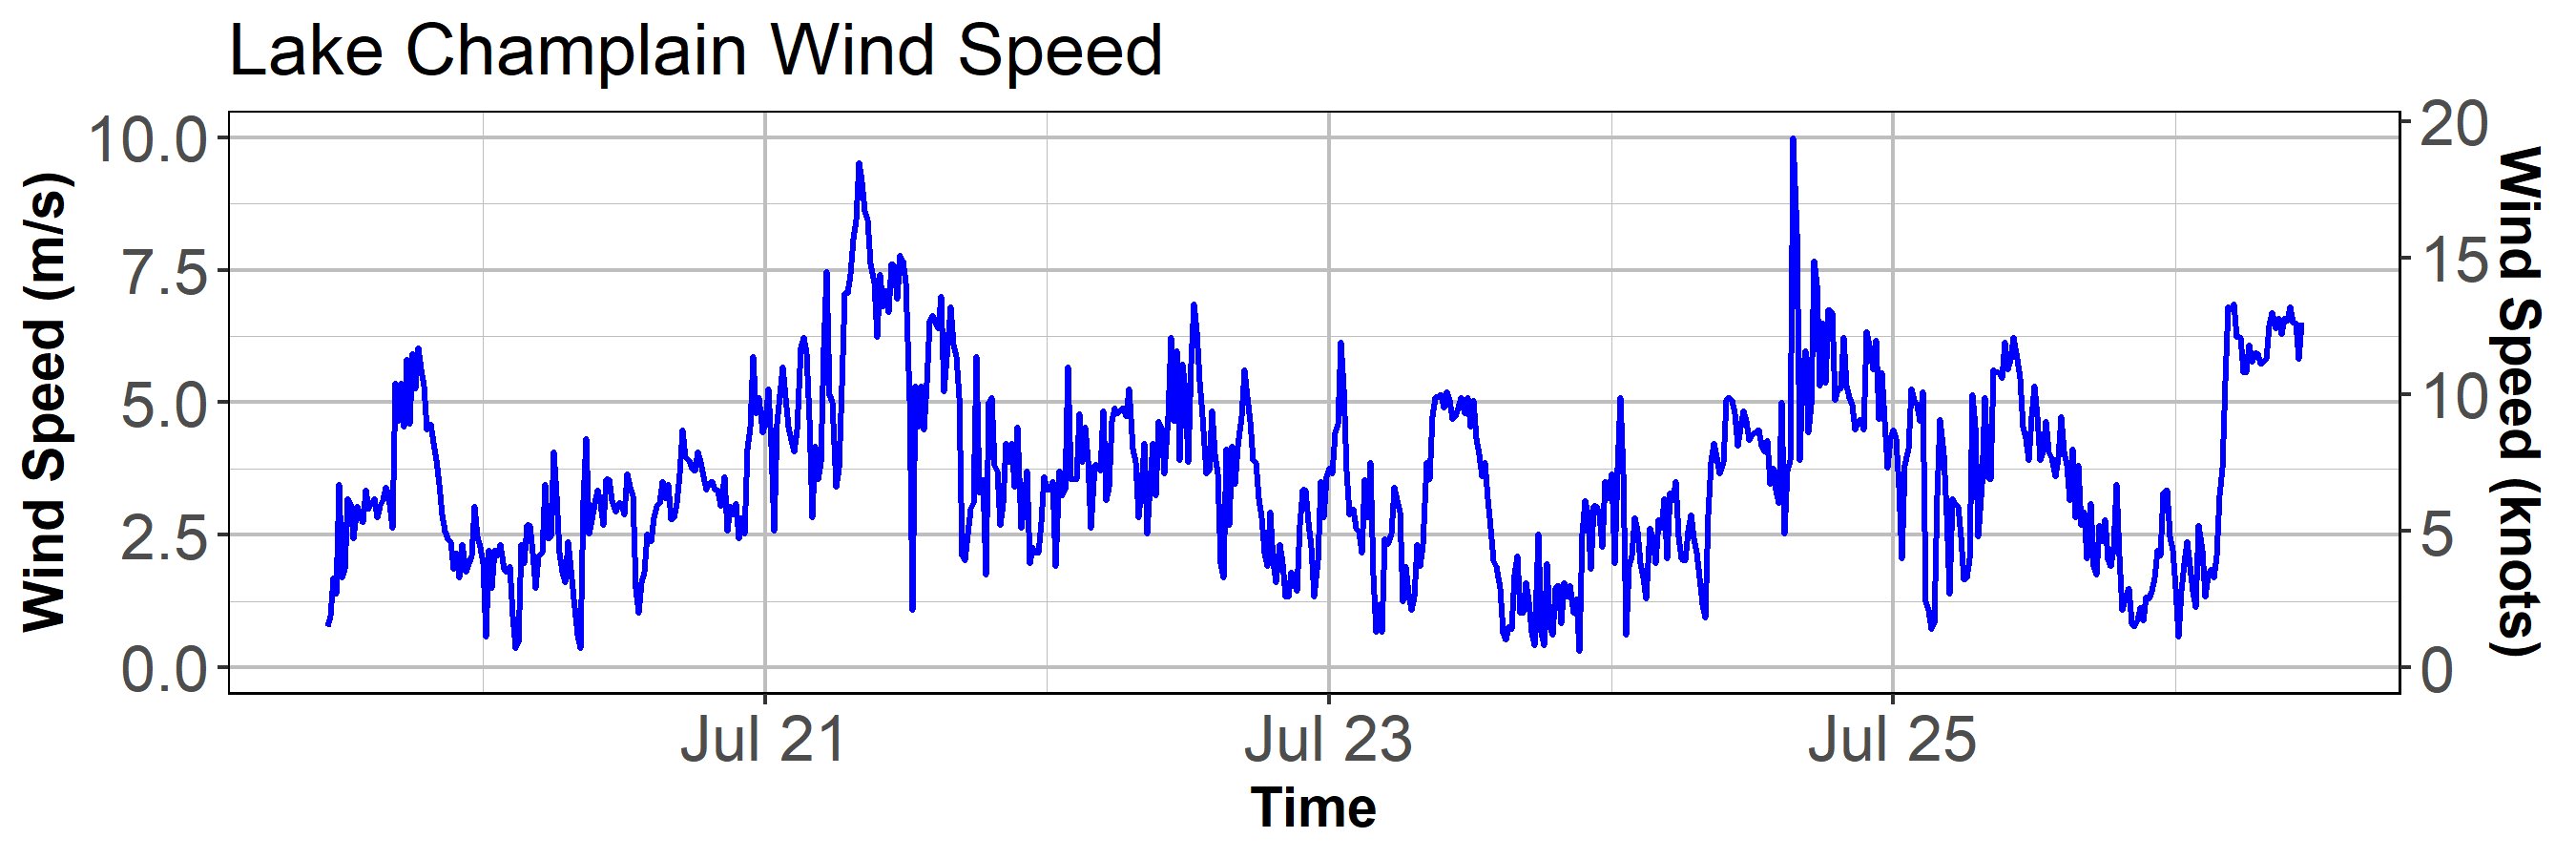 Lake Champlain Wind Speed
Wind Speed (m/s)
10.0
7.5
5.0
2.5
0.0
20
15
10
5
0
Wind Speed (knots)
Jul 21
Jul 23
Jul 25
Time